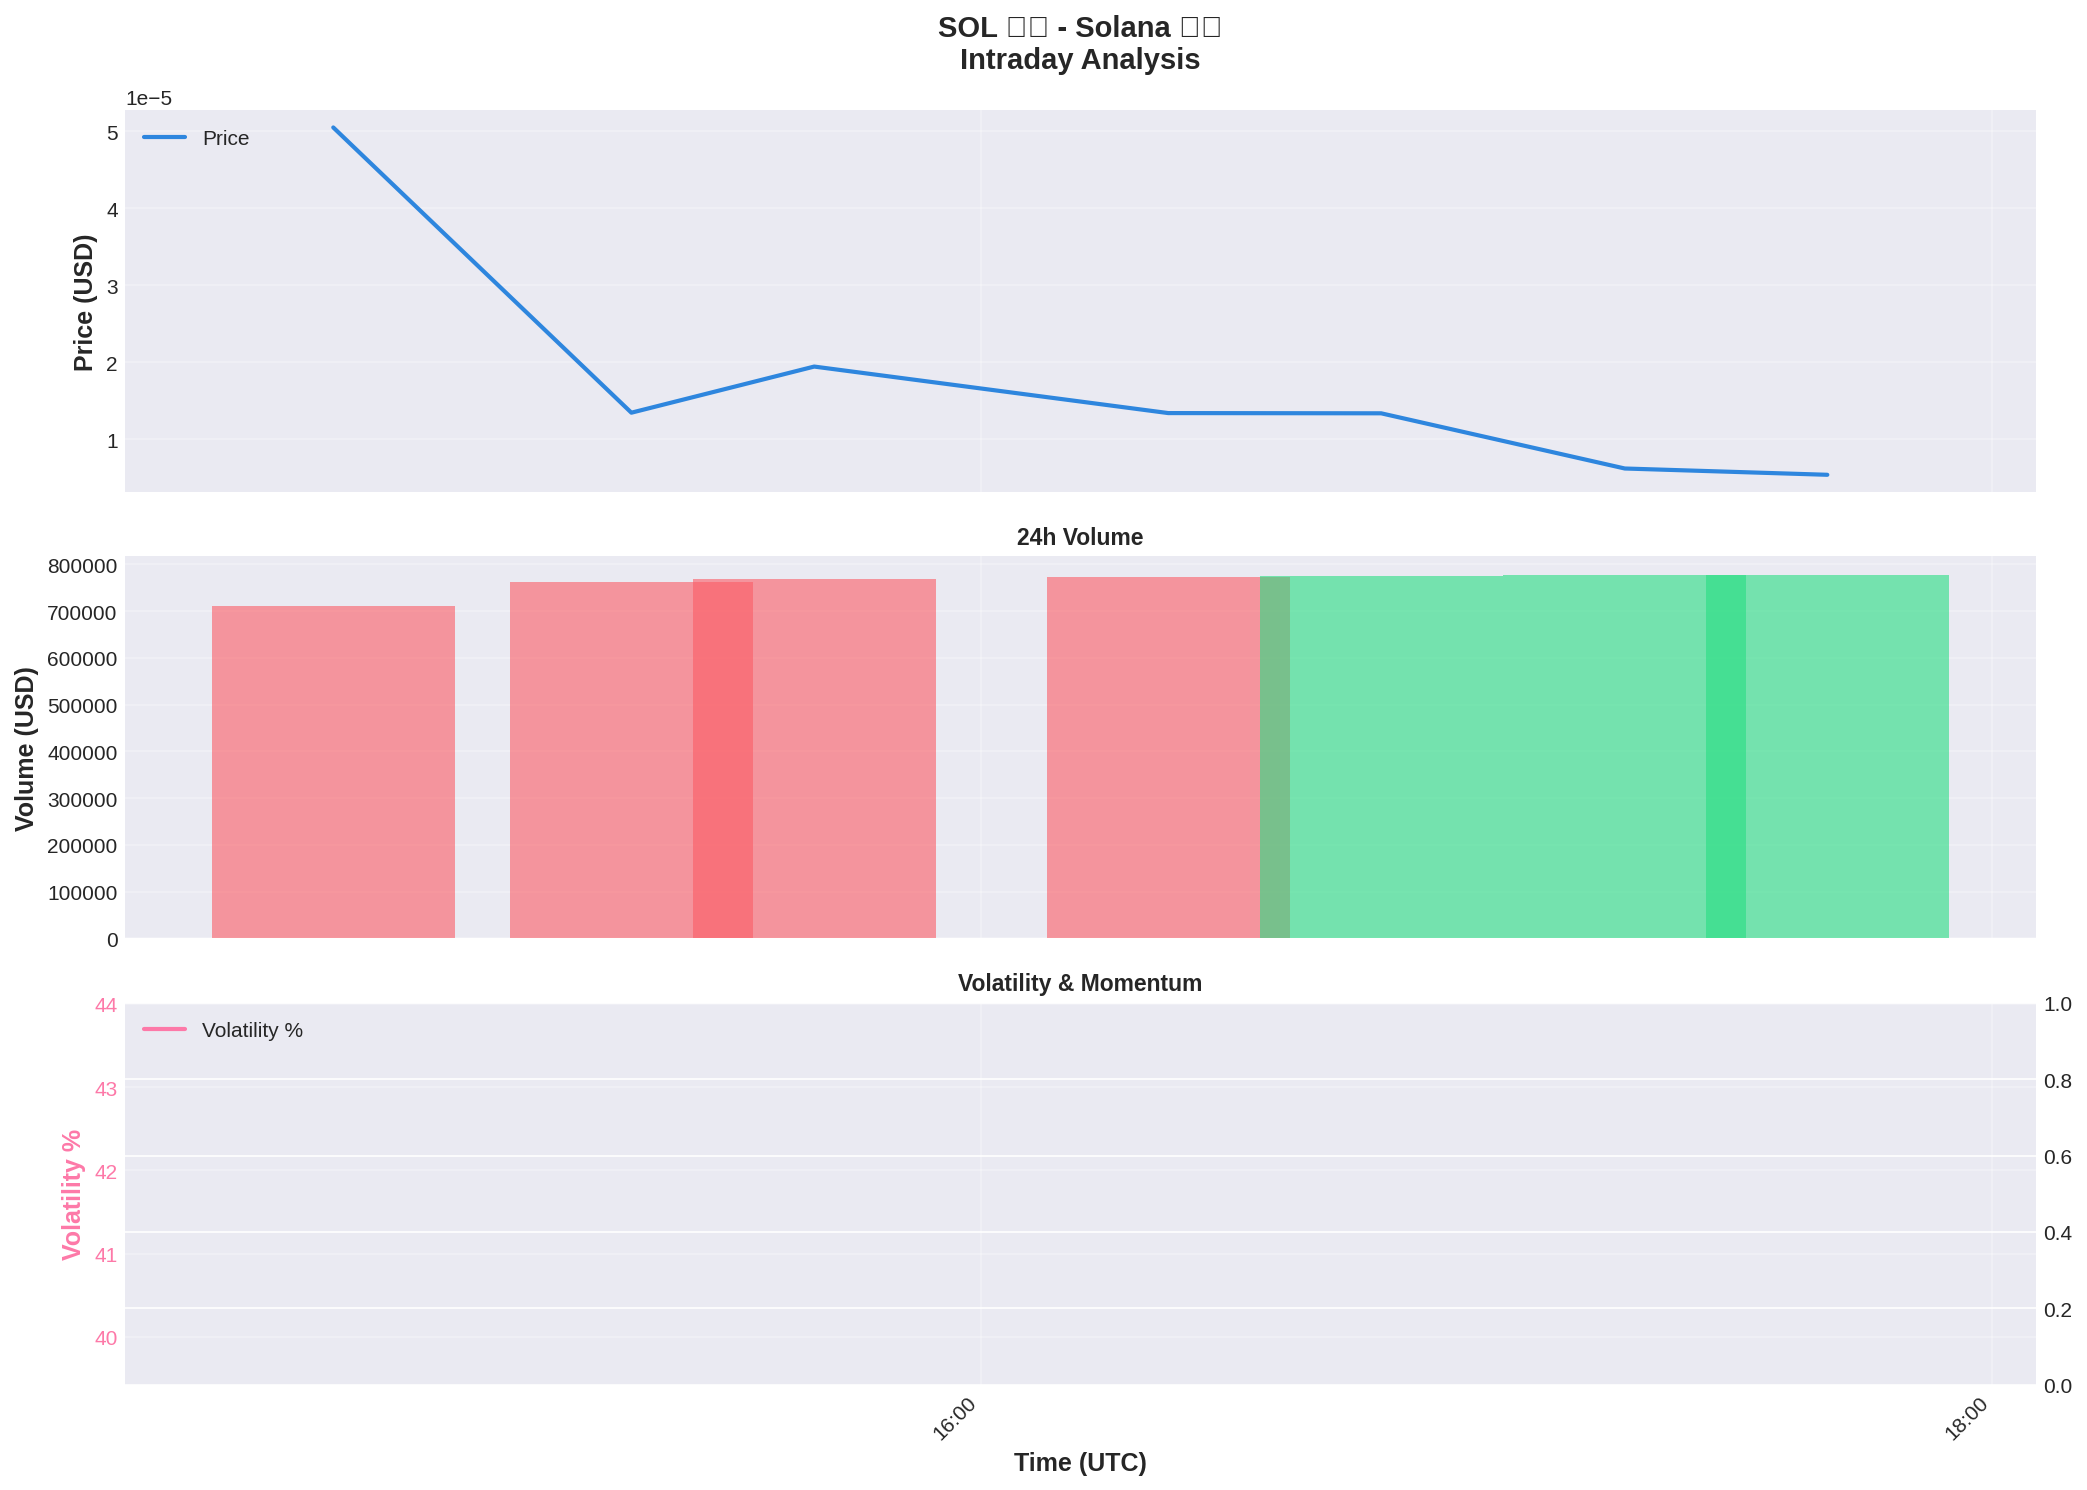 SOL - Solana
Intraday Analysis
1e−5
Price
5
4
3
2
1
Price (USD)
24h Volume
800000
700000
600000
500000
400000
300000
200000
100000
0
Volume (USD)
Volatility & Momentum
Volatility %
44
43
42
41
40
Volatility %
1.0
0.8
0.6
0.4
0.2
0.0
16:00
18:00
Time (UTC)